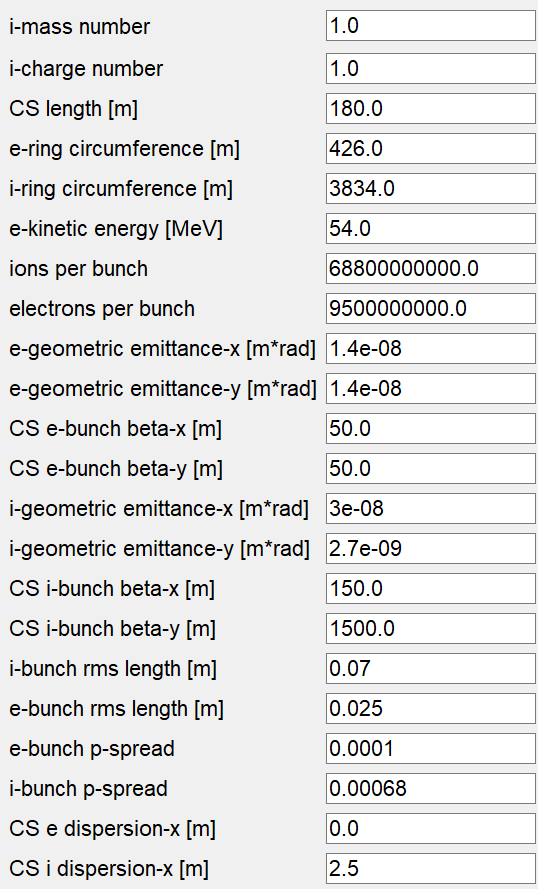 i-mass number 1.0
i-charge number 1.0
CS length [m] 180.0
e-ring circumference [m] 426.0
i-ring circumference [m] 3834.0
e-kinetic energy [MeV] 54.0
ions per bunch 68800000000.0
electrons per bunch 9500000000.0
e-geometric emittance-x [m*rad] 1.4e-08
e-geometric emittance-y [m*rad] 1.4e-08
CS e-bunch beta-x [m] 50.0
CS e-bunch beta-y [m] 50.0
i-geometric emittance-x [m*rad] 3e-08
i-geometric emittance-y [m*rad] 2.7e-09
CS i-bunch beta-x [m] 150.0
CS i-bunch beta-y [m] 1500.0
i-bunch rms length [m] 0.07
e-bunch rms length [m] 0.025
e-bunch p-spread 0.0001
i-bunch p-spread 0.00068
CS e dispersion-x [m] 0.0
CS i dispersion-x [m] 2.5